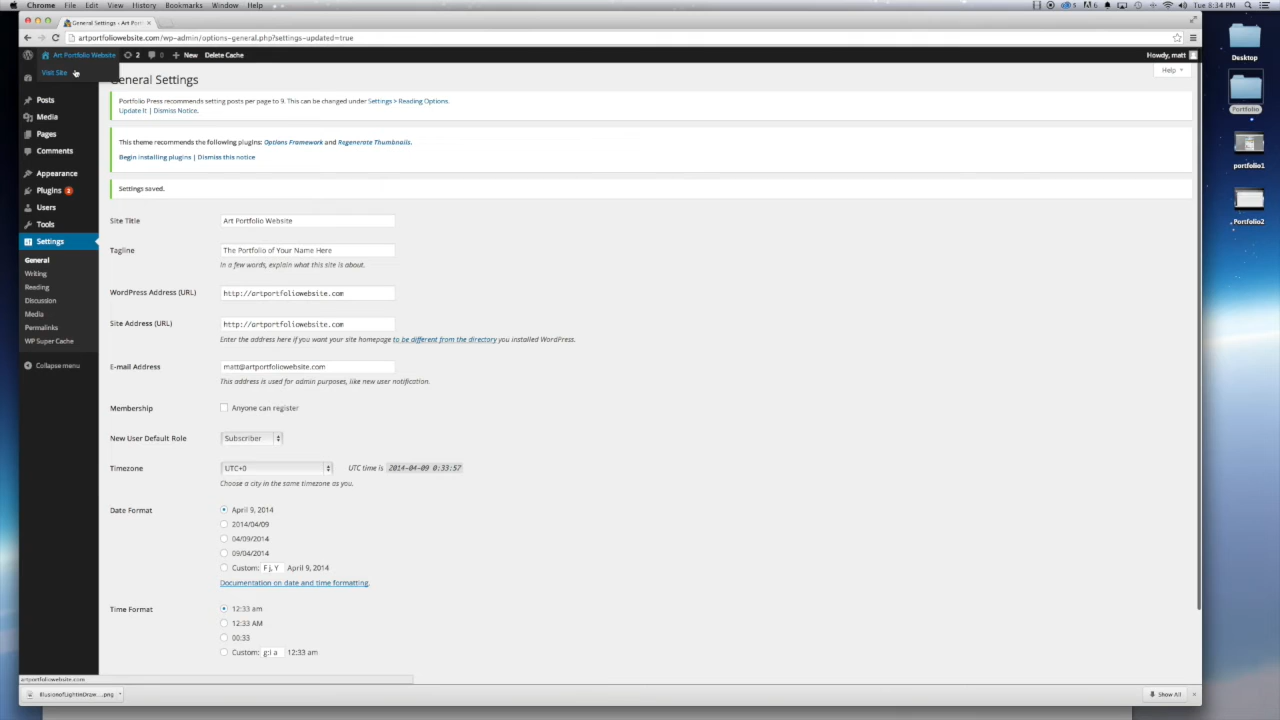 Chrome File Edit View History Bookmarks Window Help
5 6 Tue 8:34 PM
General Settings ‹ Art Port
artportfoliowebsite.com/wp-admin/options-general.php?settings-updated=true
Art Portfolio Website 2 0 New Delete Cache Howdy, matt
Visit Site
Help
General Settings
Portfolio Press recommends setting posts per page to 9. This can be changed under Settings > Reading Options.
Update It | Dismiss Notice.
This theme recommends the following plugins: Options Framework and Regenerate Thumbnails.
Begin installing plugins | Dismiss this notice
Settings saved.
Posts
Media
Pages
Comments
Appearance
Plugins 2
Users
Tools
Settings
General
Writing
Reading
Discussion
Media
Permalinks
WP Super Cache
Collapse menu
Site Title Art Portfolio Website
Tagline The Portfolio of Your Name Here
In a few words, explain what this site is about.
WordPress Address (URL) http://artportfoliowebsite.com
Site Address (URL) http://artportfoliowebsite.com
Enter the address here if you want your site homepage to be different from the directory you installed WordPress.
E-mail Address matt@artportfoliowebsite.com
This address is used for admin purposes, like new user notification.
Membership Anyone can register
New User Default Role Subscriber
Timezone UTC+0 UTC time is 2014-04-09 0:33:57
Choose a city in the same timezone as you.
Date Format April 9, 2014
2014/04/09
04/09/2014
09/04/2014
Custom: F j, Y April 9, 2014
Documentation on date and time formatting.
Time Format 12:33 am
12:33 AM
00:33
Custom: g:i a 12:33 am
artportfoliowebsite.com
IllusionofLightinDraw....png Show All
Desktop
Portfolio
portfolio1
Portfolio2